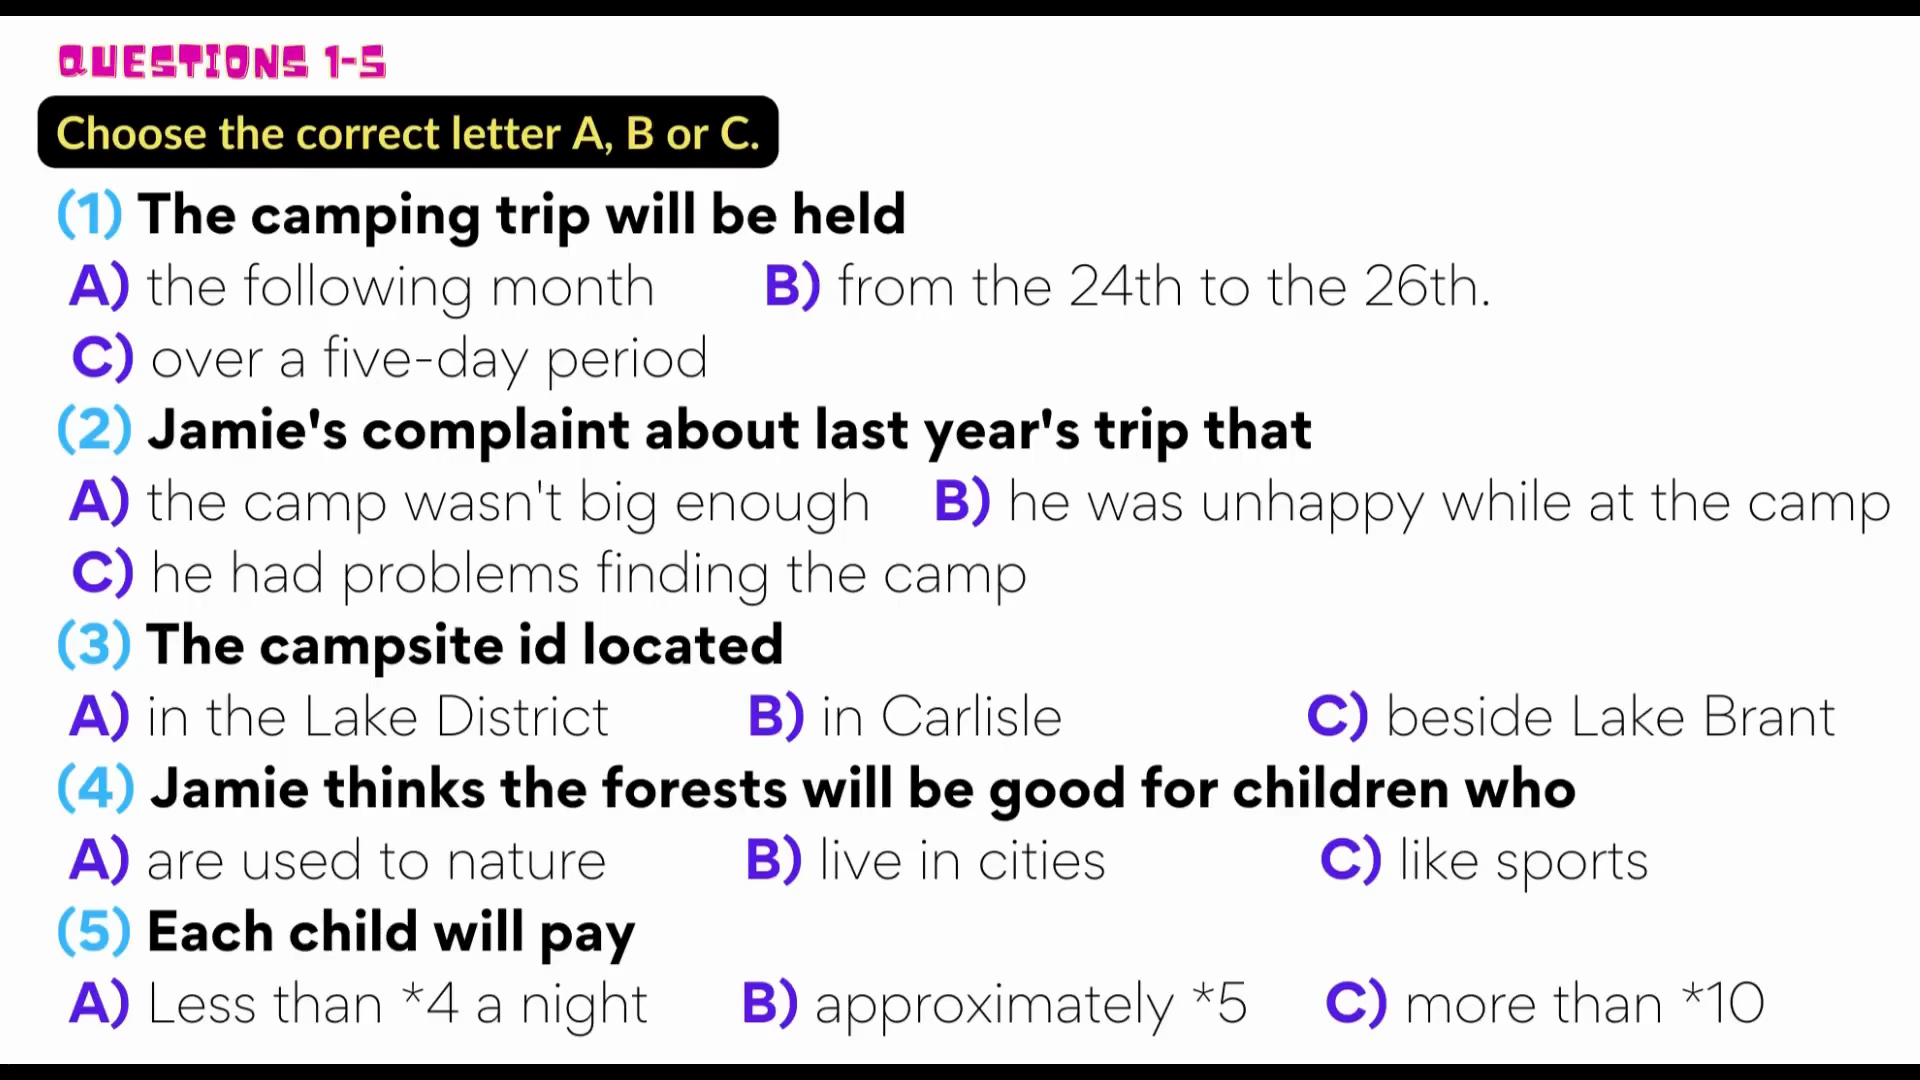 QUESTIONS 1-5
Choose the correct letter A, B or C.
(1) The camping trip will be held
A) the following month B) from the 24th to the 26th.
C) over a five-day period
(2) Jamie's complaint about last year's trip that
A) the camp wasn't big enough B) he was unhappy while at the camp
C) he had problems finding the camp
(3) The campsite id located
A) in the Lake District B) in Carlisle C) beside Lake Brant
(4) Jamie thinks the forests will be good for children who
A) are used to nature B) live in cities C) like sports
(5) Each child will pay
A) Less than *4 a night B) approximately *5 C) more than *10